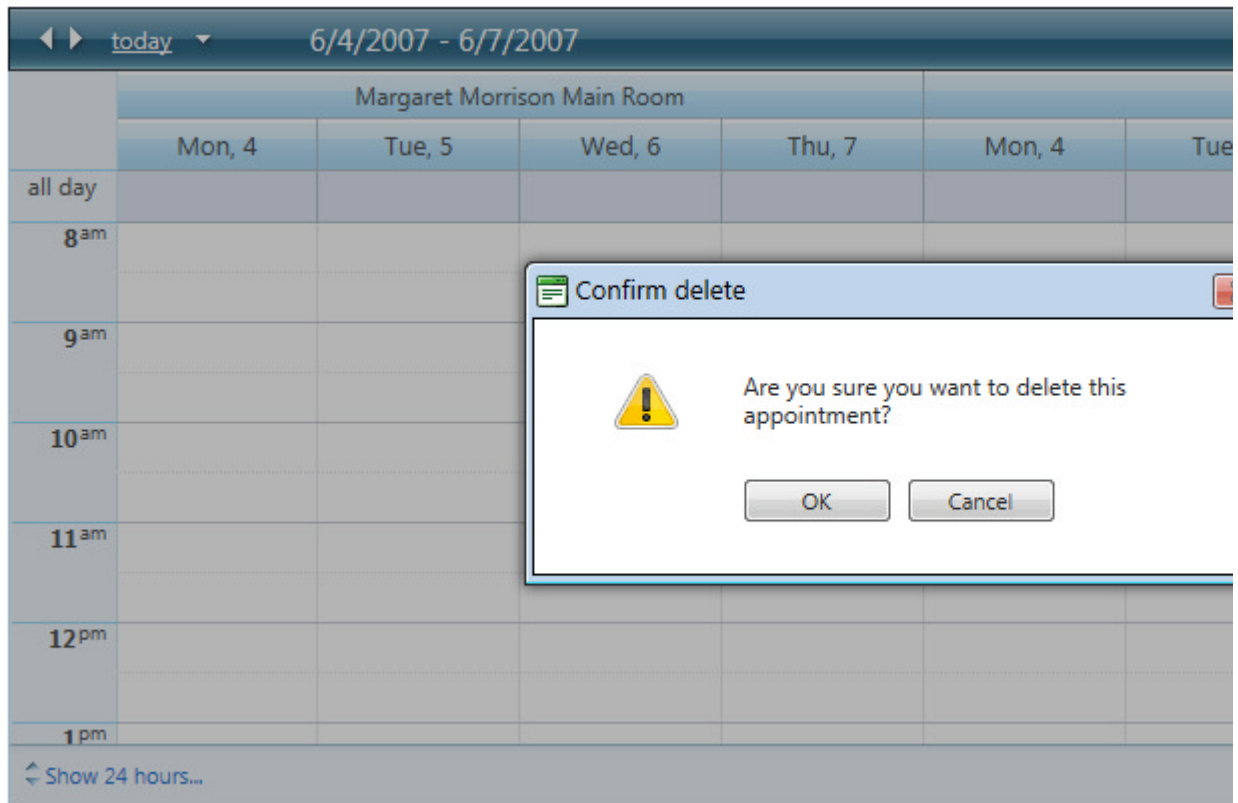 today 6/4/2007 - 6/7/2007
Margaret Morrison Main Room
Mon, 4 Tue, 5 Wed, 6 Thu, 7 Mon, 4 Tue
all day
8am
9am
10am
11am
12pm
1pm
Confirm delete
Are you sure you want to delete this
appointment?
OK Cancel
Show 24 hours...